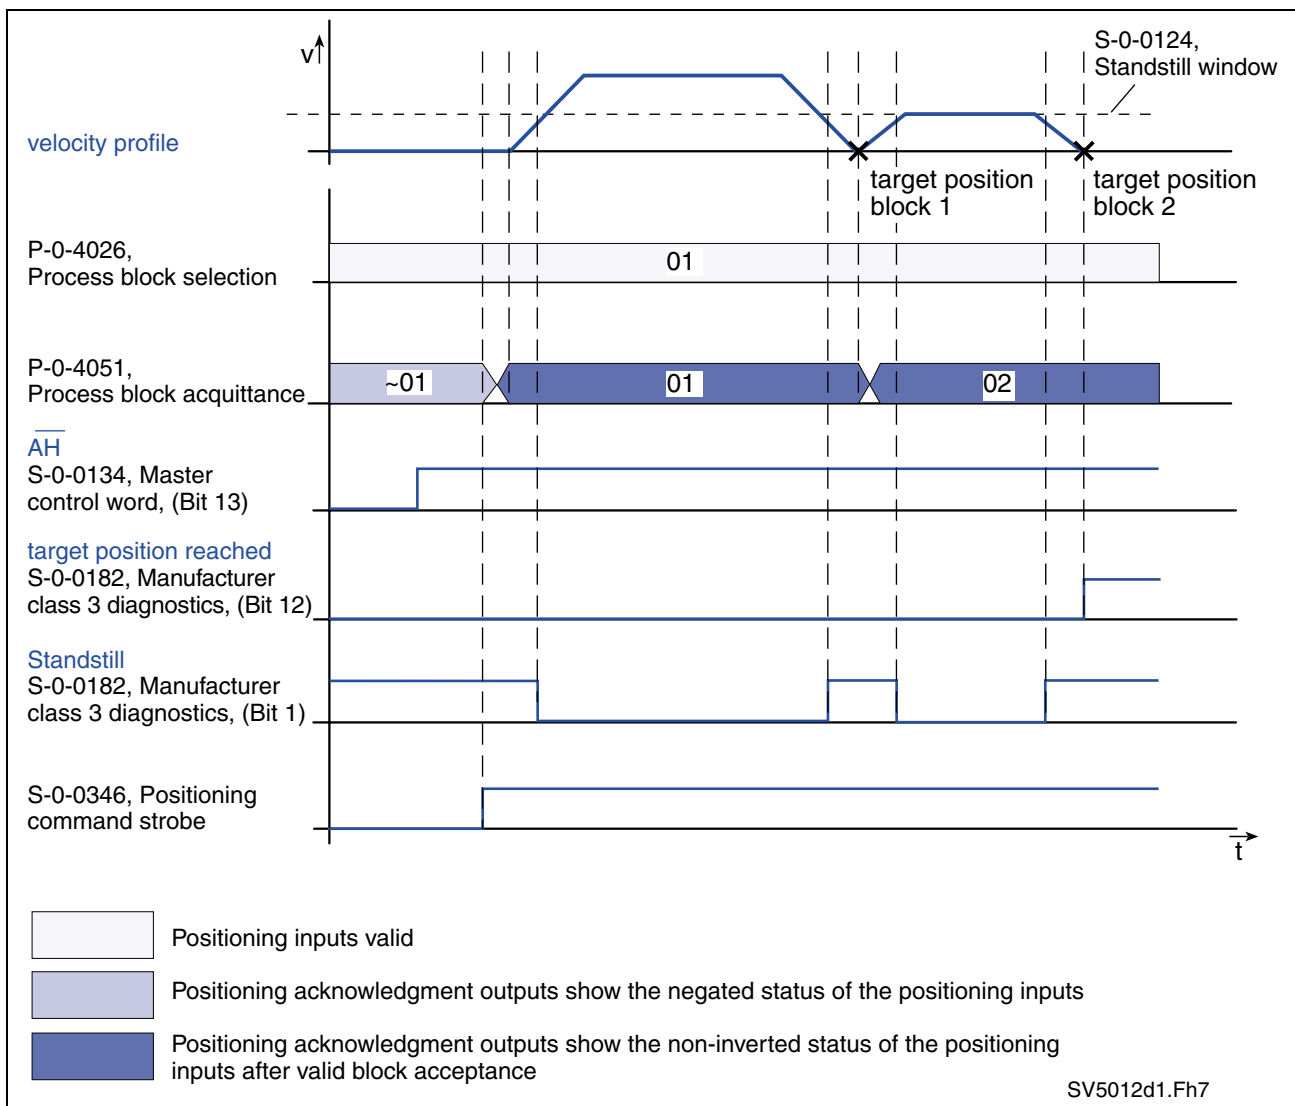 v
S-0-0124,
Standstill window
velocity profile
target position
block 1
target position
block 2
P-0-4026,
Process block selection
01
P-0-4051,
Process block acquittance
~01
01
02
AH
S-0-0134, Master
control word, (Bit 13)
target position reached
S-0-0182, Manufacturer
class 3 diagnostics, (Bit 12)
Standstill
S-0-0182, Manufacturer
class 3 diagnostics, (Bit 1)
S-0-0346, Positioning
command strobe
t
Positioning inputs valid
Positioning acknowledgment outputs show the negated status of the positioning inputs
Positioning acknowledgment outputs show the non-inverted status of the positioning
inputs after valid block acceptance
SV5012d1.Fh7